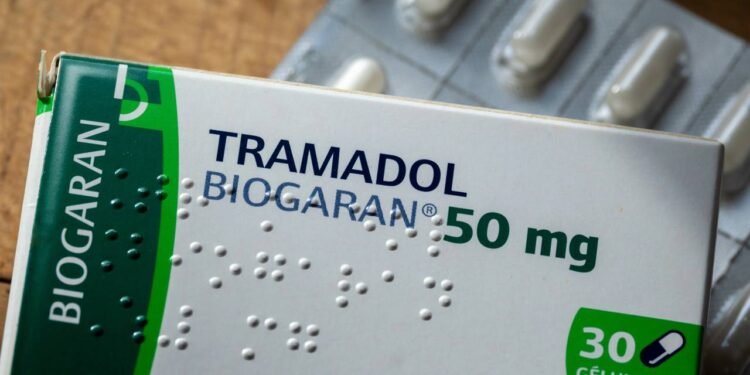 BIOGARAN
TRAMADOL
BIOGARAN®
50 mg
30